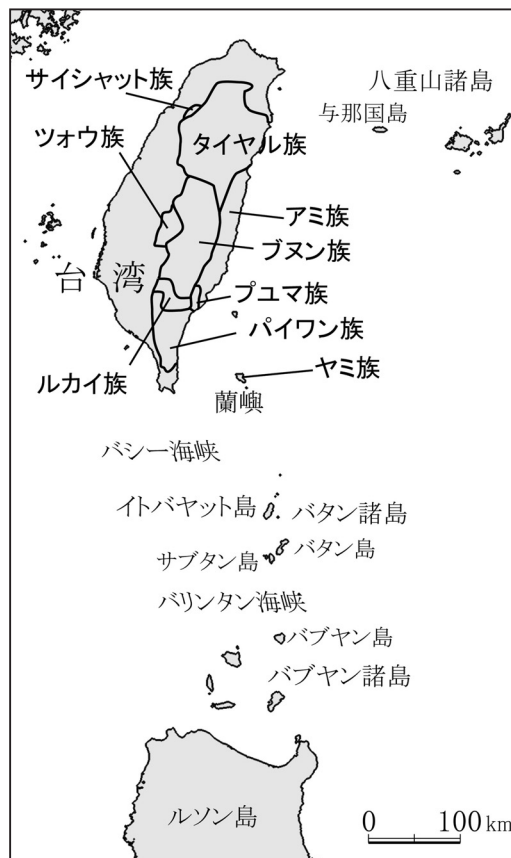 サイシャット族
八重山諸島
与那国島
ツォウ族
タイヤル族
アミ族
ブヌン族
台湾
プユマ族
パイワン族
ルカイ族
ヤミ族
蘭嶼
バシー海峡
イトバヤット島
バタン諸島
バタン島
サブタン島
バリンタン海峡
バブヤン島
バブヤン諸島
ルソン島
0 100 km